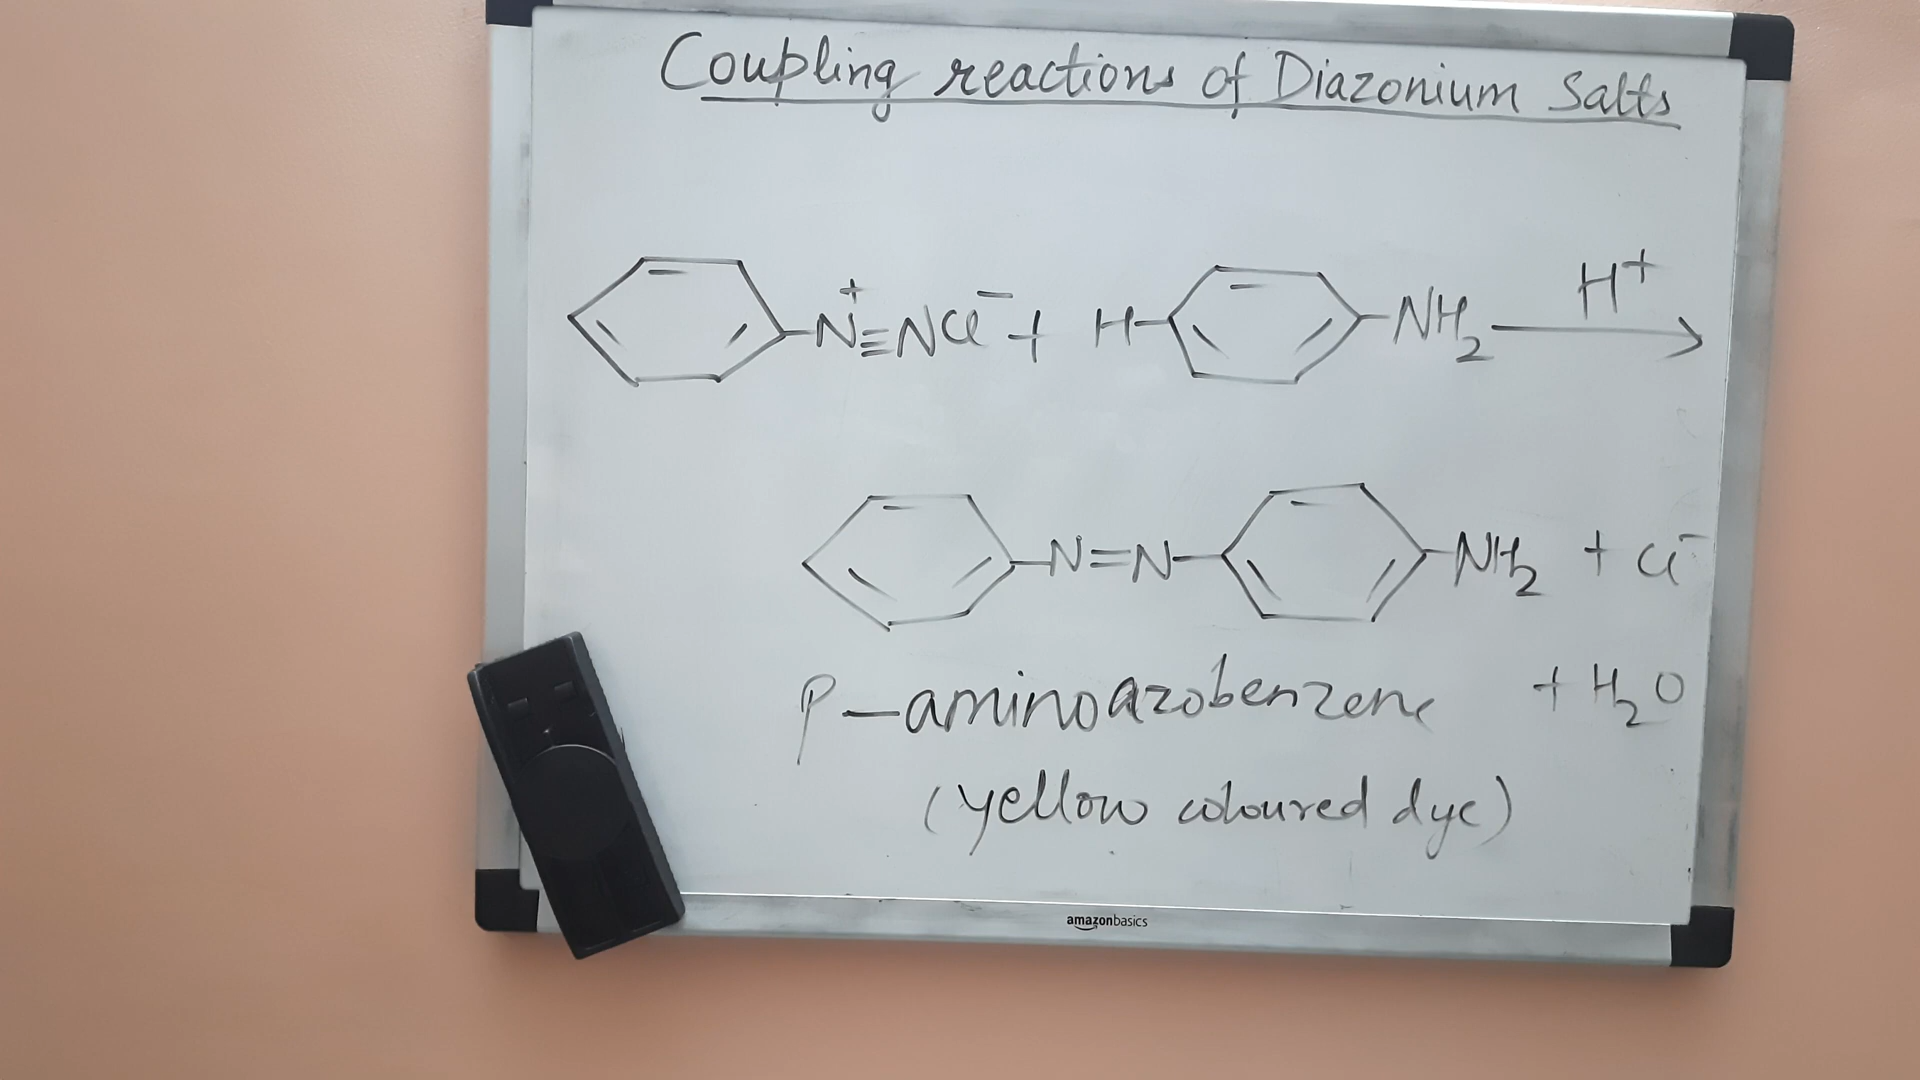 Coupling reactions of Diazonium Salts
N⁺≡NCl⁻ + H NH₂ H⁺
N=N NH₂ + Cl⁻
p-aminoazobenzene + H₂O
(yellow coloured dye)
amazonbasics